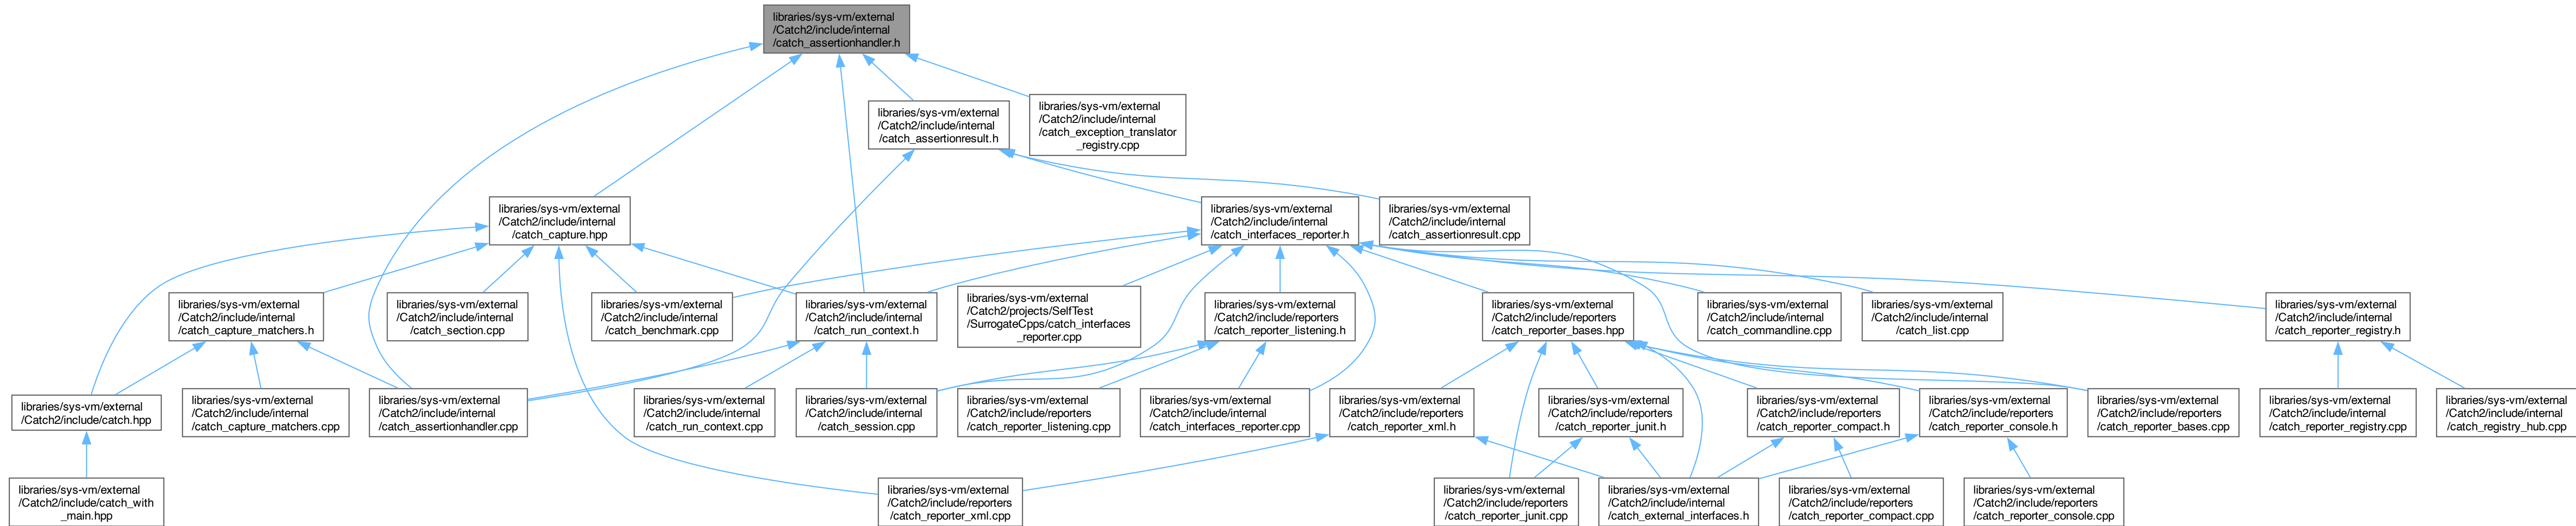 libraries/sys-vm/external
/Catch2/include/internal
/catch_assertionhandler.h
libraries/sys-vm/external
/Catch2/include/internal
/catch_assertionresult.h
libraries/sys-vm/external
/Catch2/include/internal
/catch_exception_translator
_registry.cpp
libraries/sys-vm/external
/Catch2/include/internal
/catch_capture.hpp
libraries/sys-vm/external
/Catch2/include/internal
/catch_interfaces_reporter.h
libraries/sys-vm/external
/Catch2/include/internal
/catch_assertionresult.cpp
libraries/sys-vm/external
/Catch2/include/internal
/catch_capture_matchers.h
libraries/sys-vm/external
/Catch2/include/internal
/catch_section.cpp
libraries/sys-vm/external
/Catch2/include/internal
/catch_benchmark.cpp
libraries/sys-vm/external
/Catch2/include/internal
/catch_run_context.h
libraries/sys-vm/external
/Catch2/projects/SelfTest
/SurrogateCpps/catch_interfaces
_reporter.cpp
libraries/sys-vm/external
/Catch2/include/reporters
/catch_reporter_listening.h
libraries/sys-vm/external
/Catch2/include/reporters
/catch_reporter_bases.hpp
libraries/sys-vm/external
/Catch2/include/internal
/catch_commandline.cpp
libraries/sys-vm/external
/Catch2/include/internal
/catch_list.cpp
libraries/sys-vm/external
/Catch2/include/internal
/catch_reporter_registry.h
libraries/sys-vm/external
/Catch2/include/catch.hpp
libraries/sys-vm/external
/Catch2/include/internal
/catch_capture_matchers.cpp
libraries/sys-vm/external
/Catch2/include/internal
/catch_assertionhandler.cpp
libraries/sys-vm/external
/Catch2/include/internal
/catch_run_context.cpp
libraries/sys-vm/external
/Catch2/include/internal
/catch_session.cpp
libraries/sys-vm/external
/Catch2/include/reporters
/catch_reporter_listening.cpp
libraries/sys-vm/external
/Catch2/include/internal
/catch_interfaces_reporter.cpp
libraries/sys-vm/external
/Catch2/include/reporters
/catch_reporter_xml.h
libraries/sys-vm/external
/Catch2/include/reporters
/catch_reporter_junit.h
libraries/sys-vm/external
/Catch2/include/reporters
/catch_reporter_compact.h
libraries/sys-vm/external
/Catch2/include/reporters
/catch_reporter_console.h
libraries/sys-vm/external
/Catch2/include/reporters
/catch_reporter_bases.cpp
libraries/sys-vm/external
/Catch2/include/internal
/catch_reporter_registry.cpp
libraries/sys-vm/external
/Catch2/include/internal
/catch_registry_hub.cpp
libraries/sys-vm/external
/Catch2/include/catch_with
_main.hpp
libraries/sys-vm/external
/Catch2/include/reporters
/catch_reporter_xml.cpp
libraries/sys-vm/external
/Catch2/include/reporters
/catch_reporter_junit.cpp
libraries/sys-vm/external
/Catch2/include/internal
/catch_external_interfaces.h
libraries/sys-vm/external
/Catch2/include/reporters
/catch_reporter_compact.cpp
libraries/sys-vm/external
/Catch2/include/reporters
/catch_reporter_console.cpp